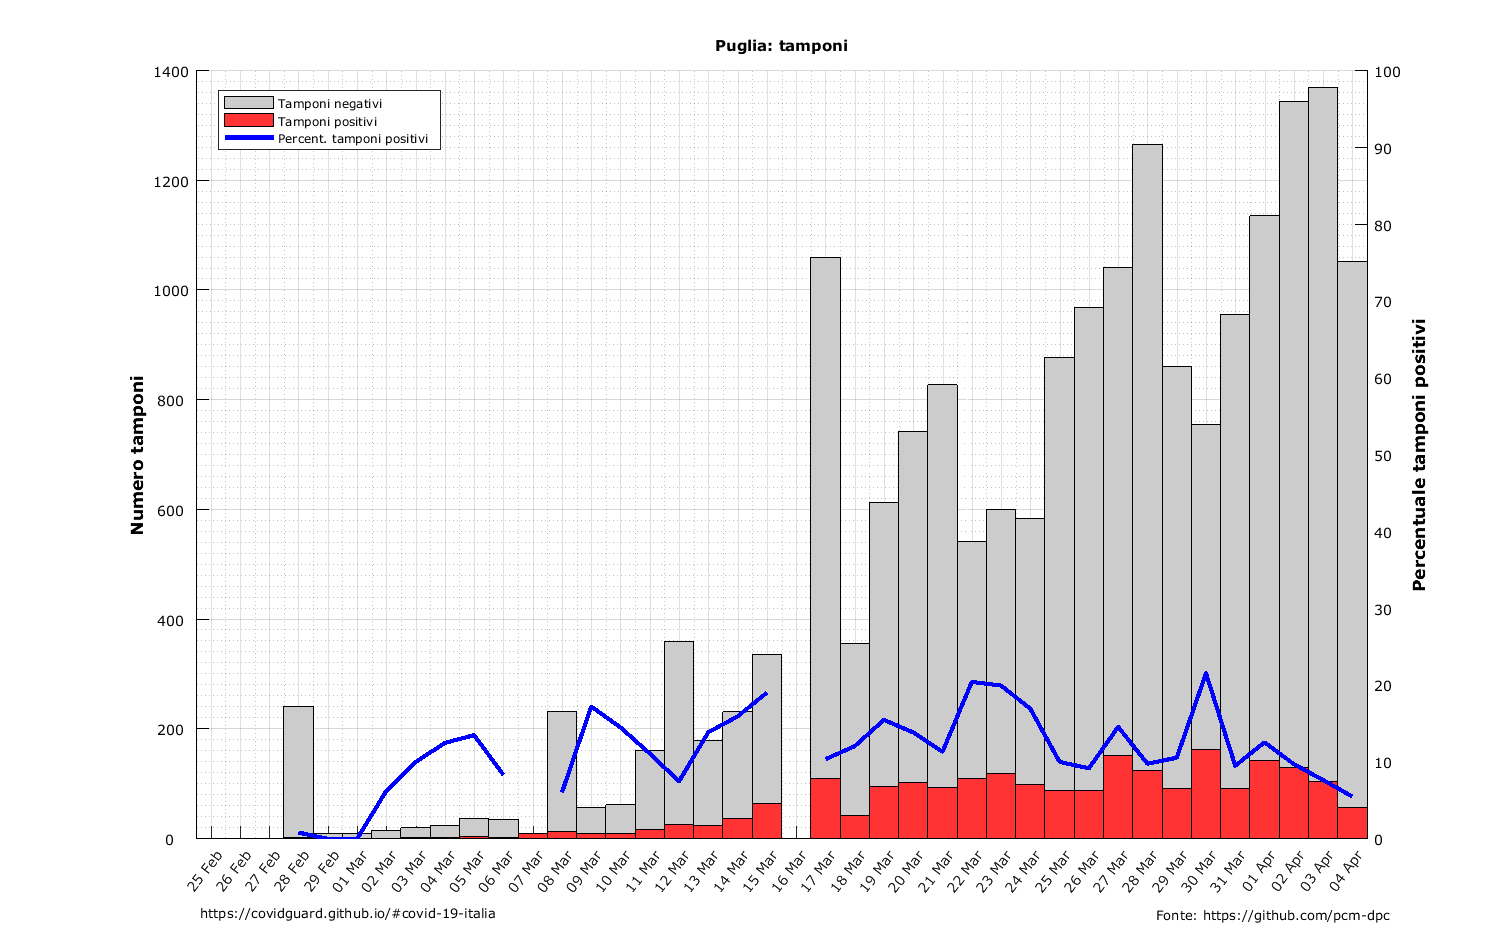 Puglia: tamponi
Tamponi negativi
Tamponi positivi
Percent. tamponi positivi
Numero tamponi
1400
1200
1000
800
600
400
200
0
Percentuale tamponi positivi
100
90
80
70
60
50
40
30
20
10
0
25 Feb
26 Feb
27 Feb
28 Feb
29 Feb
01 Mar
02 Mar
03 Mar
04 Mar
05 Mar
06 Mar
07 Mar
08 Mar
09 Mar
10 Mar
11 Mar
12 Mar
13 Mar
14 Mar
15 Mar
16 Mar
17 Mar
18 Mar
19 Mar
20 Mar
21 Mar
22 Mar
23 Mar
24 Mar
25 Mar
26 Mar
27 Mar
28 Mar
29 Mar
30 Mar
31 Mar
01 Apr
02 Apr
03 Apr
04 Apr
https://covidguard.github.io/#covid-19-italia
Fonte: https://github.com/pcm-dpc